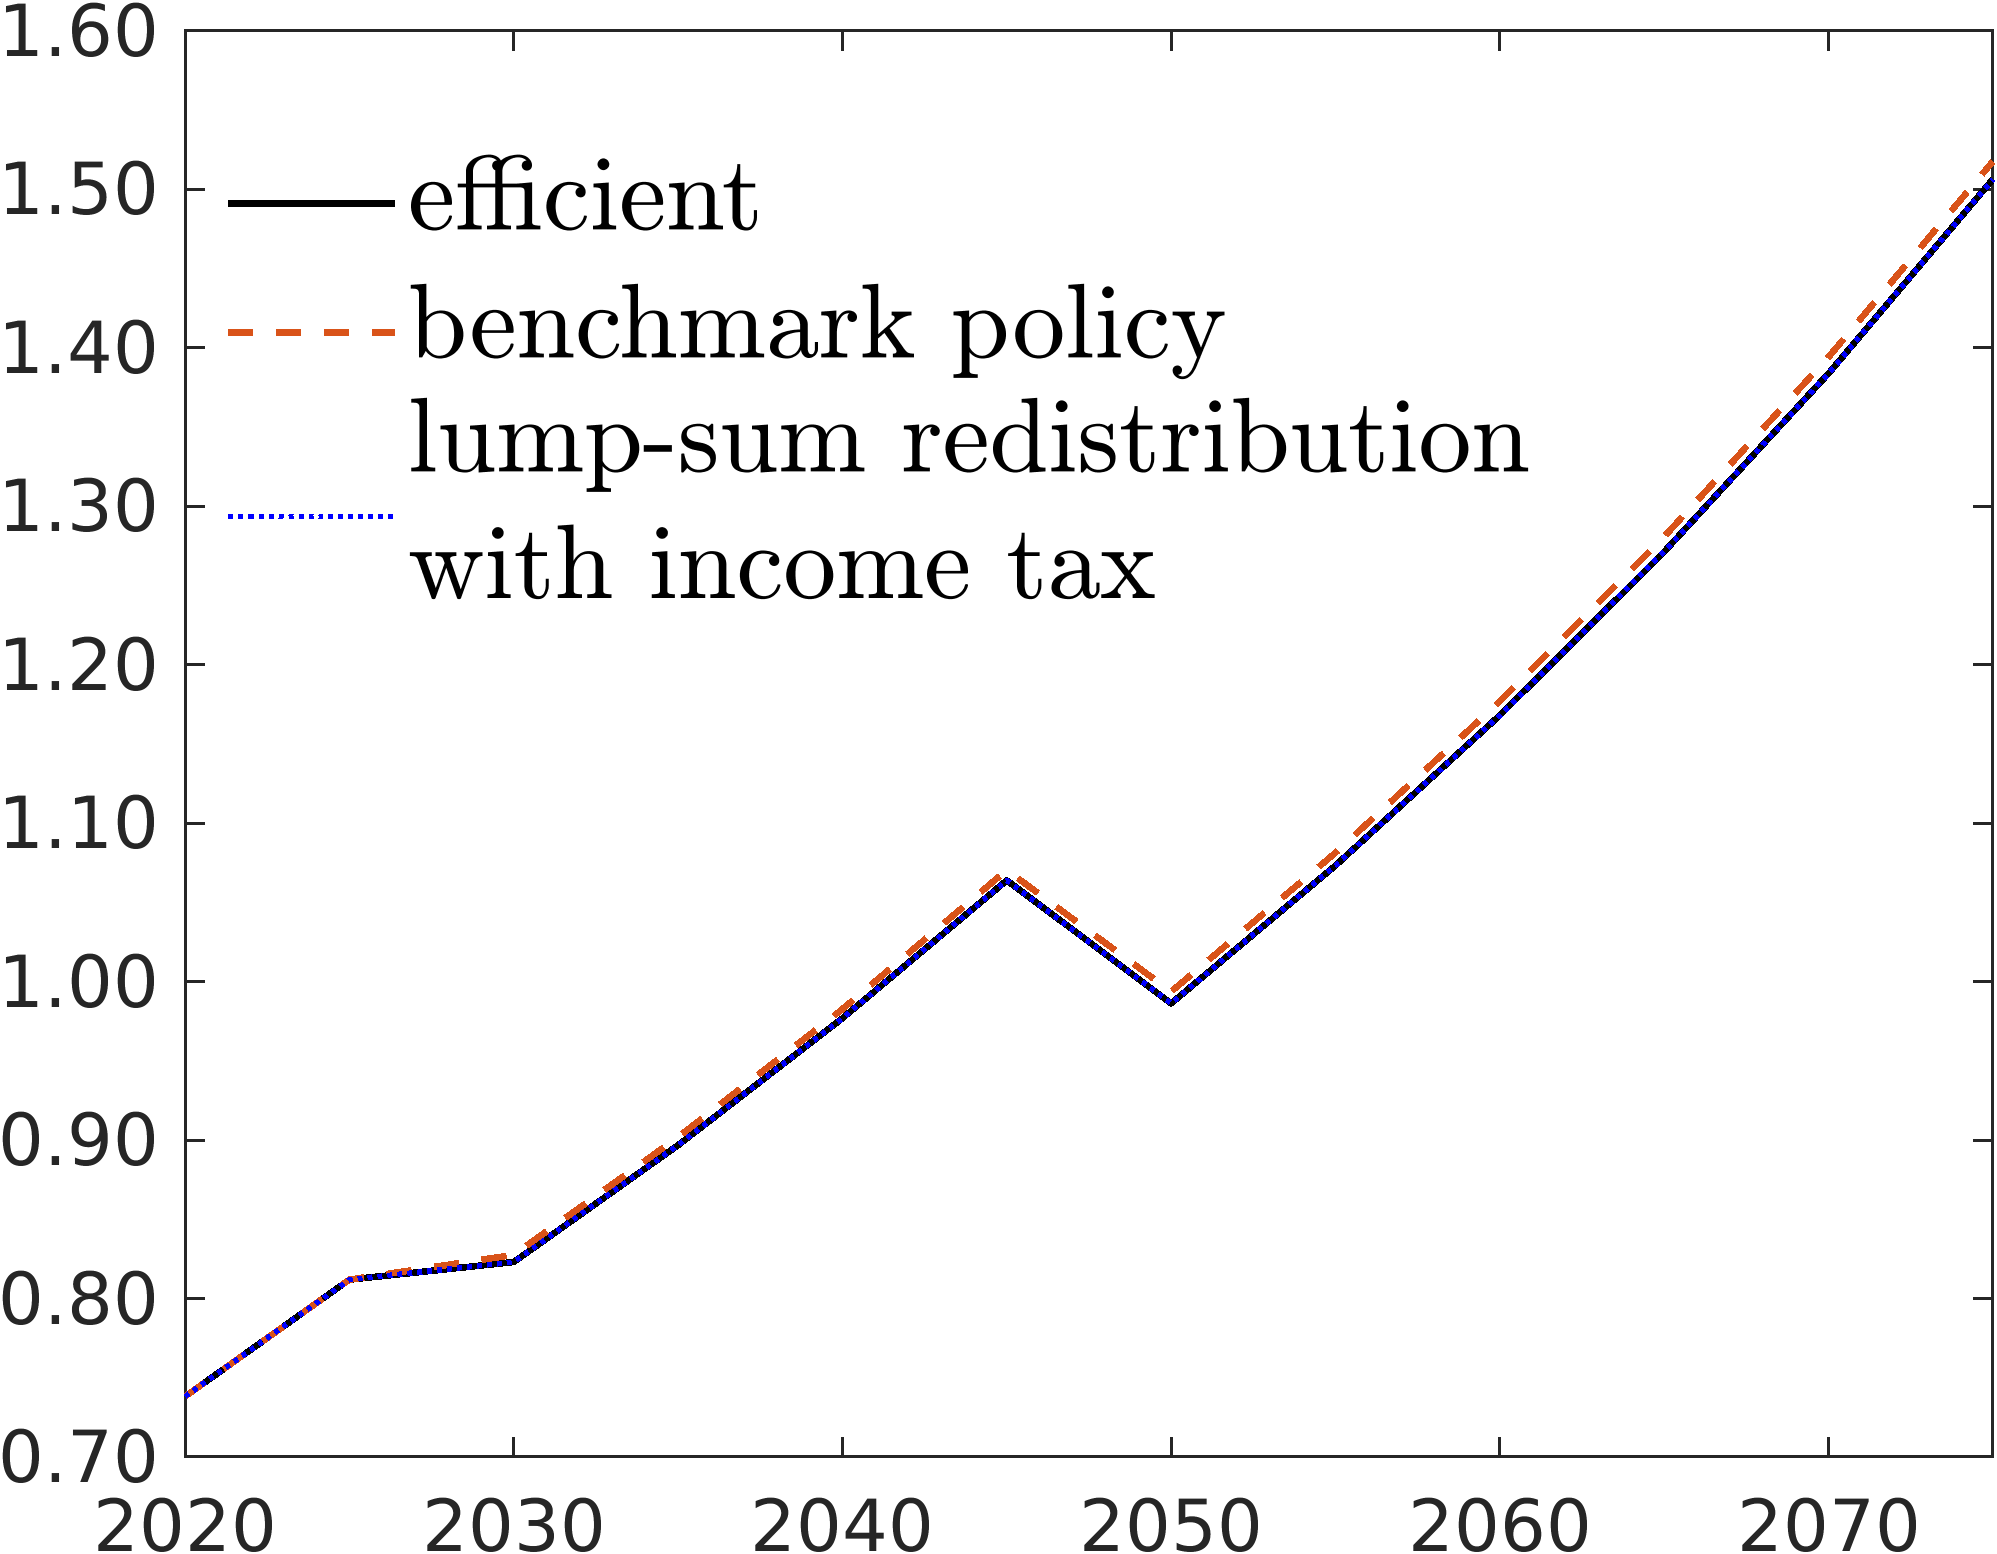 1.60
1.50
1.40
1.30
1.20
1.10
1.00
0.90
0.80
0.70
efficient
benchmark policy
lump-sum redistribution
with income tax
2020 2030 2040 2050 2060 2070